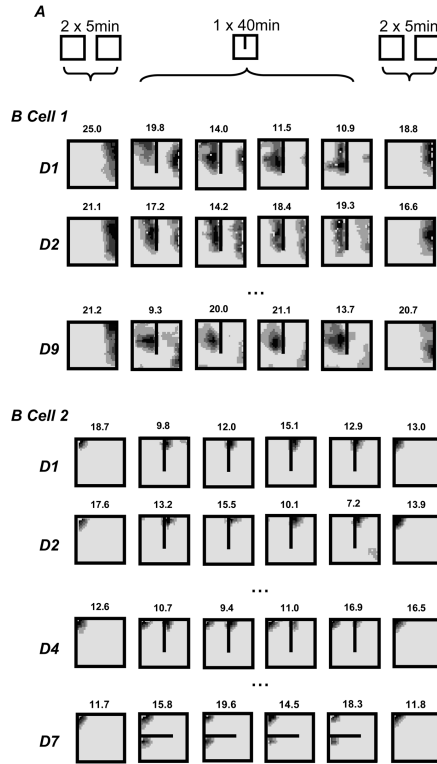 A
2 x 5min 1 x 40min 2 x 5min
B Cell 1
25.0 19.8 14.0 11.5 10.9 18.8
D1
21.1 17.2 14.2 18.4 19.3 16.6
D2
...
21.2 9.3 20.0 21.1 13.7 20.7
D9
B Cell 2
18.7 9.8 12.0 15.1 12.9 13.0
D1
17.6 13.2 15.5 10.1 7.2 13.9
D2
...
12.6 10.7 9.4 11.0 16.9 16.5
D4
...
11.7 15.8 19.6 14.5 18.3 11.8
D7